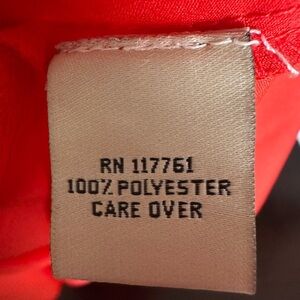 RN 117761
100% POLYESTER
CARE OVER